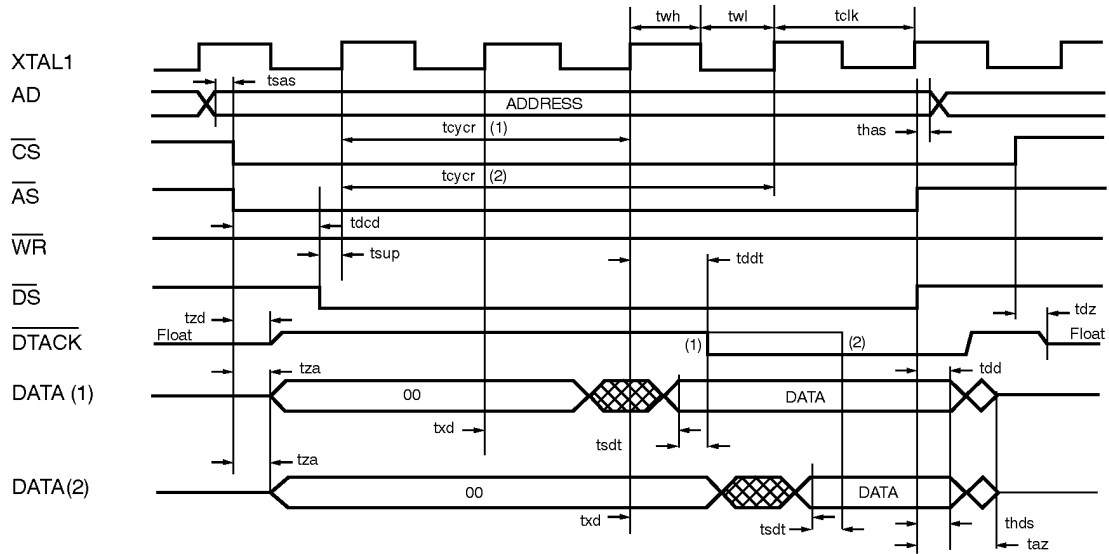 twh twl tclk
XTAL1
tsas
AD ADDRESS
tcycr (1) thas
CS
tcycr (2)
AS
tdcd
WR
tsup tddt
DS
tzd tdz
Float Float
DTACK (1) (2)
tza tdd
DATA (1) 00 DATA
txd tsdt
tza
DATA(2) 00 DATA
txd tsdt thds
taz